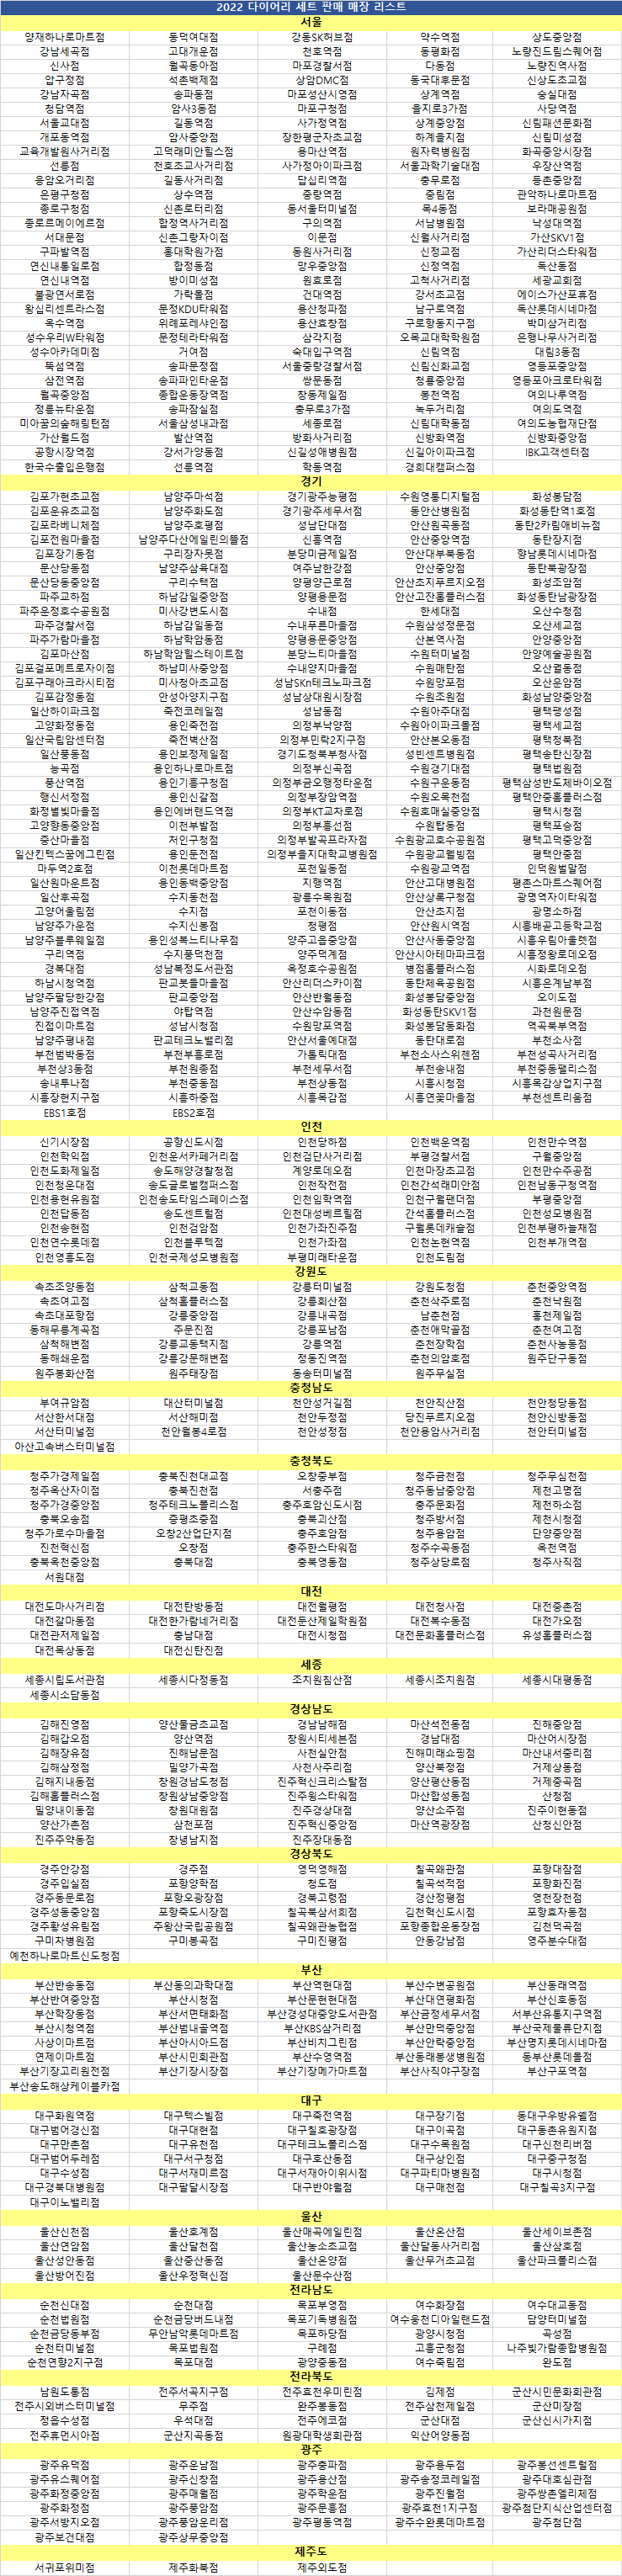 2022 다이어리 세트 판매 매장 리스트
서울
양재하나로마트점 동덕여대점 강동SK허브점 약수역점 상도중앙점
강남세곡점 고대개운점 천호역점 동평화점 노량진드림스퀘어점
신사점 월곡동아점 마포경찰서점 다동점 노량진역사점
압구정점 석촌백제점 상암DMC점 동국대후문점 신상도초교점
강남자곡점 송파동점 마포성산시영점 상계역점 숭실대점
청담역점 암사3동점 마포구청점 을지로3가점 사당역점
서울교대점 길동역점 사가정역점 상계중앙점 신림패션문화점
개포동역점 암사중앙점 장한평군자초교점 하계을지점 신림미성점
교육개발원사거리점 고덕래미안힐스점 용마산역점 원자력병원점 화곡중앙시장점
선릉점 천호초교사거리점 사가정아이파크점 서울과학기술대점 우장산역점
응암오거리점 길동사거리점 답십리역점 충무로점 등촌중앙점
은평구청점 상수역점 중랑역점 중림점 관악하나로마트점
종로구청점 신촌로터리점 동서울터미널점 목4동점 보라매공원점
종로르메이에르점 합정역사거리점 구의역점 서남병원점 낙성대역점
서대문점 신촌그랑자이점 이문점 신월사거리점 가산SKV1점
구파발역점 홍대학원가점 동원사거리점 신정교점 가산리더스타워점
연신내통일로점 합정동점 망우중앙점 신정역점 독산동점
연신내역점 방이미성점 원효로점 고척사거리점 세광교회점
불광연서로점 가락몰점 건대역점 강서초교점 에이스가산포휴점
왕십리센트라스점 문정KDU타워점 용산청파점 남구로역점 독산롯데시네마점
옥수역점 위례포레샤인점 용산효창점 구로항동지구점 박미삼거리점
성수우리W타워점 문정테라타워점 삼각지점 오목교대학학원점 은행나무사거리점
성수아카데미점 거여점 숙대입구역점 신림역점 대림3동점
뚝섬역점 송파문정점 서울중랑경찰서점 신림신화교점 영등포중앙점
삼전역점 송파파인타운점 쌍문동점 청룡중앙점 영등포아크로타워점
월곡중앙점 종합운동장역점 창동제일점 봉천역점 여의나루역점
정릉뉴타운점 송파잠실점 충무로3가점 녹두거리점 여의도역점
미아꿈의숲해링턴점 서울삼성내과점 세종로점 신림대학동점 여의도농협재단점
가산월드점 발산역점 방화사거리점 신방화역점 신방화중앙점
공항시장역점 강서가양동점 신길성애병원점 신길아이파크점 IBK고객센터점
한국수출입은행점 선릉역점 학동역점 경희대캠퍼스점
경기
김포가현초교점 남양주마석점 경기광주능평점 수원영통디지털점 화성봉담점
김포운유초교점 남양주화도점 경기광주세무서점 동안산병원점 화성동탄역1호점
김포라베니체점 남양주호평점 성남단대점 안산원곡동점 동탄2카림애비뉴점
김포전원마을점 남양주다산에일린의뜰점 신흥역점 안산중앙역점 동탄장지점
김포장기동점 구리장자못점 분당미금제일점 안산대부북동점 향남롯데시네마점
문산당동점 남양주삼육대점 여주남한강점 안산중앙점 동탄북광장점
문산당동중앙점 구리수택점 양평양근로점 안산초지푸르지오점 화성조암점
파주교하점 하남감일중앙점 양평용문점 안산고잔홈플러스점 화성동탄남광장점
파주운정호수공원점 미사강변도시점 수내점 한세대점 오산수청점
파주경찰서점 하남감일동점 수내푸른마을점 수원삼성정문점 오산세교점
파주가람마을점 하남학암동점 양평용문중앙점 산본역사점 안양중앙점
김포마산점 하남학암힐스테이트점 분당느티마을점 수원터미널점 안양예술공원점
김포걸포메트로자이점 하남미사중앙점 수내양지마을점 수원매탄점 오산궐동점
김포구래아크라시티점 미사청아초교점 성남SKn테크노파크점 수원망포점 오산운암점
김포감정동점 안성아양지구점 성남상대원시장점 수원조원점 화성남양중앙점
일산하이파크점 죽전코레일점 성남동점 수원아주대점 평택팽성점
고양화정동점 용인죽전점 의정부낙양점 수원아이파크몰점 평택세교점
일산국립암센터점 죽전벽산점 의정부민락2지구점 안산본오동점 평택청북점
일산풍동점 용인보정제일점 경기도청북부청사점 성빈센트병원점 평택송탄신장점
능곡점 용인하나로마트점 의정부신곡점 수원경기대점 평택법원점
풍산역점 용인기흥구청점 의정부금오행정타운점 수원구운동점 평택삼성반도체바이오점
행신서정점 용인신갈점 의정부장암역점 수원오목천점 평택안중홈플러스점
화정별빛마을점 용인에버랜드역점 의정부KT교차로점 수원호매실중앙점 평택시청점
고양향동중앙점 이천부발점 의정부흥선점 수원탑동점 평택포승점
중산마을점 처인구청점 의정부발곡프라자점 수원광교호수공원점 평택고덕중앙점
일산킨텍스꿈에그린점 용인둔전점 의정부을지대학교병원점 수원광교웰빙점 평택안중점
마두역2호점 이천롯데마트점 포천일동점 수원광교역점 인덕원벌말점
일산원마운트점 용인동백중앙점 지행역점 안산고대병원점 평촌스마트스퀘어점
일산후곡점 수지동천점 광릉수목원점 안산상록구청점 광명역자이타워점
고양어울림점 수지점 포천이동점 안산초지점 광명소하점
남양주가운점 수지신봉점 청평점 안산원시역점 시흥배곧고등학교점
남양주블루웨일점 용인성복느티나무점 양주고읍중앙점 안산사동중앙점 시흥우림아울렛점
구리역점 수지풍덕천점 양주덕계점 안산시아테마파크점 시흥정왕로데오점
경복대점 성남복정도서관점 옥정호수공원점 병점홈플러스점 시화로데오점
하남시청역점 판교봇들마을점 안산리더스카이점 동탄체육공원점 시흥은계남부점
남양주팔당한강점 판교중앙점 안산반월동점 화성봉담중앙점 오이도점
남양주진접역점 야탑역점 안산수암동점 화성동탄SKV1점 과천원문점
진접이마트점 성남시청점 수원망포역점 화성봉담동화점 역곡북부역점
남양주평내점 판교테크노밸리점 안산서울예대점 동탄대로점 부천소사점
부천범박동점 부천부흥로점 가톨릭대점 부천소사위첸점 부천성곡사거리점
부천상3동점 부천원종점 부천세무서점 부천송내점 부천중동팰리스점
송내투나점 부천중동점 부천상동점 시흥시청점 시흥목감상업지구점
시흥장현지구점 시흥하중점 시흥목감점 시흥연꽃마을점 부천센트리움점
EBS1호점 EBS2호점
인천
신기시장점 공항신도시점 인천당하점 인천백운역점 인천만수역점
인천학익점 인천운서카페거리점 인천검단사거리점 부평경찰서점 구월중앙점
인천도화제일점 송도해양경찰청점 계양로데오점 인천마장초교점 인천만수주공점
인천청운대점 송도글로벌캠퍼스점 인천작전점 인천간석래미안점 인천남동구청역점
인천용현유원점 인천송도타임스페이스점 인천임학역점 인천구월팬더점 부평중앙점
인천답동점 송도센트럴점 인천대성베르힐점 간석홈플러스점 인천성모병원점
인천송현점 인천검암점 인천가좌진주점 구월롯데캐슬점 인천부평하늘채점
인천연수롯데점 인천블루텍점 인천가좌점 인천논현역점 인천부개역점
인천영흥도점 인천국제성모병원점 부평미래타운점 인천도림점
강원도
속초조양동점 삼척교동점 강릉터미널점 강원도청점 춘천중앙역점
속초여고점 삼척홈플러스점 강릉회산점 춘천삭주로점 춘천낙원점
속초대포항점 강릉중앙점 강릉내곡점 남춘천점 홍천제일점
동해무릉계곡점 주문진점 강릉포남점 춘천애막골점 춘천여고점
삼척해변점 강릉교동택지점 강릉역점 춘천장학점 춘천사농동점
동해쇄운점 강릉강문해변점 정동진역점 춘천의암호점 원주단구동점
원주봉화산점 원주태장점 동송터미널점 원주무실점
충청남도
부여규암점 대산터미널점 천안성거길점 천안직산점 천안청당동점
서산한서대점 서산해미점 천안두정점 당진푸르지오점 천안신방동점
서산터미널점 천안월봉4로점 천안성정점 천안용암사거리점 천안터미널점
아산고속버스터미널점
충청북도
청주가경제일점 충북진천대교점 오창중부점 청주금천점 청주무심천점
청주옥산자이점 충북진천점 서충주점 청주동남중앙점 제천고명점
청주가경중앙점 청주테크노폴리스점 충주호암신도시점 충주문화점 제천하소점
충북오송점 증평초중점 충북괴산점 청주방서점 제천시청점
청주가로수마을점 오창2산업단지점 충주호암점 청주용암점 단양중앙점
진천혁신점 오창점 충주한스타워점 청주수곡동점 옥천역점
충북옥천중앙점 충북대점 충북영동점 청주상당로점 청주사직점
서원대점
대전
대전도마사거리점 대전탄방동점 대전월평점 대전청사점 대전중촌점
대전갈마동점 대전한가람네거리점 대전둔산제일학원점 대전복수동점 대전가오점
대전관저제일점 충남대점 대전시청점 대전문화홈플러스점 유성홈플러스점
대전목상동점 대전신탄진점
세종
세종시립도서관점 세종시다정동점 조치원침산점 세종시조치원점 세종시대평동점
세종시소담동점
경상남도
김해진영점 양산물금초교점 경남남해점 마산석전동점 진해중앙점
김해갑오점 양산역점 창원시티세븐점 경남대점 마산어시장점
김해장유점 진해남문점 사천실안점 진해미래쇼핑점 마산내서중리점
김해삼정점 밀양가곡점 사천사주리점 양산북정점 거제상동점
김해지내동점 창원경남도청점 진주혁신크리스탈점 양산평산동점 거제중곡점
김해홈플러스점 창원상남중앙점 진주윙스타워점 마산합성동점 산청점
밀양내이동점 창원대원점 진주경상대점 양산소주점 진주이현동점
양산가촌점 삼천포점 진주혁신중앙점 마산역광장점 산청신안점
진주주약동점 창녕남지점 진주장대동점
경상북도
경주안강점 경주점 영덕영해점 칠곡왜관점 포항대잠점
경주입실점 포항양학점 청도점 칠곡석적점 포항화진점
경주동문로점 포항오광장점 경북고령점 경산정평점 영천창전점
경주성동중앙점 포항죽도시장점 칠곡북삼서희점 김천혁신도시점 포항효자동점
경주황성유림점 주왕산국립공원점 칠곡왜관농협점 포항종합운동장점 김천덕곡점
구미차병원점 구미봉곡점 구미진평점 안동강남점 영주분수대점
예천하나로마트신도청점
부산
부산반송동점 부산동의과학대점 부산역현대점 부산수변공원점 부산동래역점
부산반여중앙점 부산시청점 부산문현현대점 부산대연평화점 부산신호동점
부산학장동점 부산서면태화점 부산경성대중앙도서관점 부산금정세무서점 서부산유통지구역점
부산시청역점 부산범내골역점 부산KBS삼거리점 부산만덕중앙점 부산국제물류단지점
사상이마트점 부산아시아드점 부산비치그린점 부산안락중앙점 부산명지롯데시네마점
연제이마트점 부산시민회관점 부산수영역점 부산동래봉생병원점 동부산롯데몰점
부산기장고리원전점 부산기장시장점 부산기장메가마트점 부산사직야구장점 부산구포역점
부산송도해상케이블카점
대구
대구화원역점 대구텍스빌점 대구죽전역점 대구장기점 동대구우방유쉘점
대구범어경신점 대구대현점 대구칠호광장점 대구이곡점 대구동촌유원지점
대구만촌점 대구유천점 대구테크노폴리스점 대구수목원점 대구신천리버점
대구범어두레점 대구서구청점 대구호산동점 대구상인점 대구중구청점
대구수성점 대구서재미르점 대구서재아이위시점 대구파티마병원점 대구시청점
대구경북대병원점 대구팔달시장점 대구반야월점 대구매천점 대구칠곡3지구점
대구이노밸리점
울산
울산신천점 울산호계점 울산매곡에일린점 울산온산점 울산세이브존점
울산연암점 울산달천점 울산농소초교점 울산달동사거리점 울산삼호점
울산성안동점 울산중산동점 울산온양점 울산무거초교점 울산파크폴리스점
울산방어진점 울산우정혁신점 울산문수산점
전라남도
순천신대점 순천대점 목포부영점 여수화장점 여수대교동점
순천법원점 순천금당버드내점 목포기독병원점 여수웅천디아일랜드점 담양터미널점
순천금당동부점 무안남악롯데마트점 목포하당점 광양시청점 곡성점
순천터미널점 목포법원점 구례점 고흥군청점 나주빛가람종합병원점
순천연향2지구점 목포대점 광양중동점 여수죽림점 완도점
전라북도
남원도통점 전주서곡지구점 전주효천우미린점 김제점 군산시민문화회관점
전주시외버스터미널점 무주점 완주봉동점 전주삼천제일점 군산미장점
정읍수성점 우석대점 전주에코점 군산대점 군산신시가지점
전주휴먼시아점 군산지곡동점 원광대학생회관점 익산어양동점
광주
광주유덕점 광주운남점 광주충파점 광주용두점 광주봉선센트럴점
광주유스퀘어점 광주신창점 광주용산점 광주송정코레일점 광주대호심관점
광주화정중앙점 광주매월점 광주학운점 광주진월점 광주쌍촌엘리체점
광주화정점 광주풍암점 광주문흥점 광주효천1지구점 광주첨단지식산업센터점
광주서방지오점 광주풍암운리점 광주평동역점 광주수완롯데마트점 광주첨단점
광주보건대점 광주상무중앙점
제주도
서귀포위미점 제주화북점 제주외도점